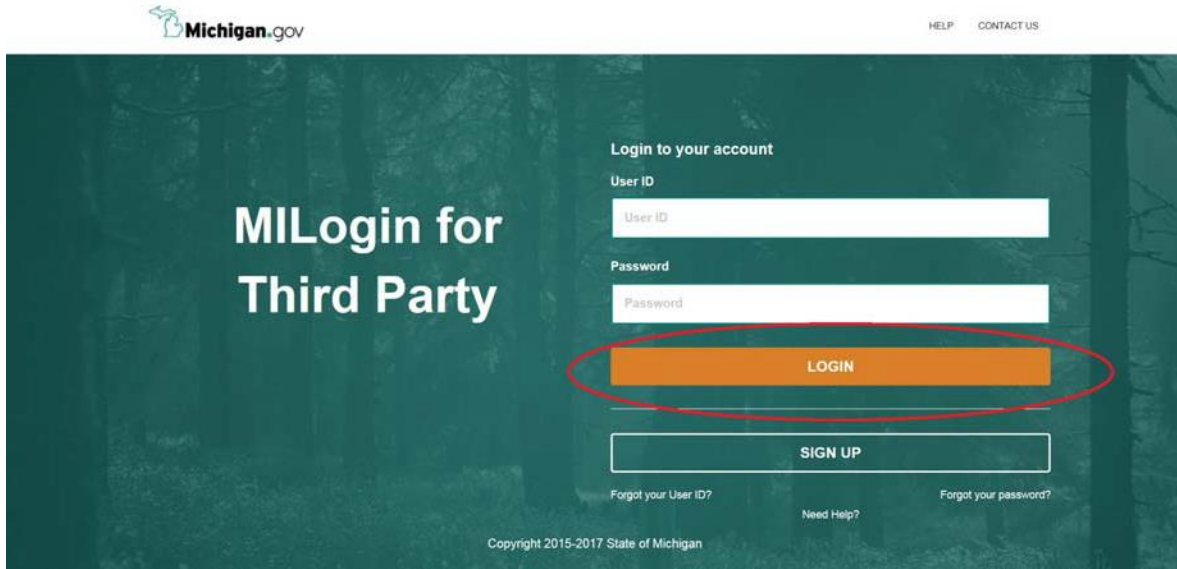 Michigan.gov
HELP CONTACT US
MILogin for
Third Party
Login to your account
User ID
User ID
Password
Password
LOGIN
SIGN UP
Forgot your User ID? Forgot your password?
Need Help?
Copyright 2015-2017 State of Michigan